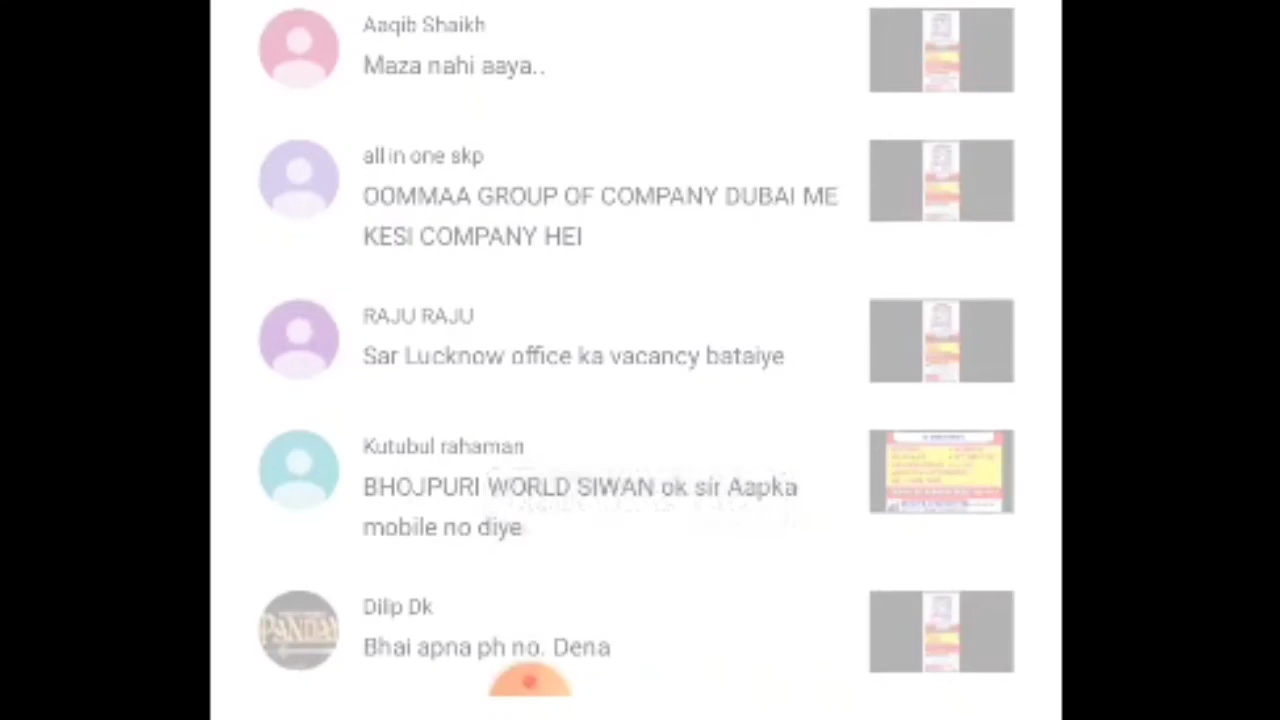 Aaqib Shaikh
Maza nahi aaya..
all in one skp
OOMMAA GROUP OF COMPANY DUBAI ME
KESI COMPANY HEI
RAJU RAJU
Sar Lucknow office ka vacancy bataiye
Kutubul rahaman
BHOJPURI WORLD SIWAN ok sir Aapka
mobile no diye
Dilip Dk
Bhai apna ph no. Dena